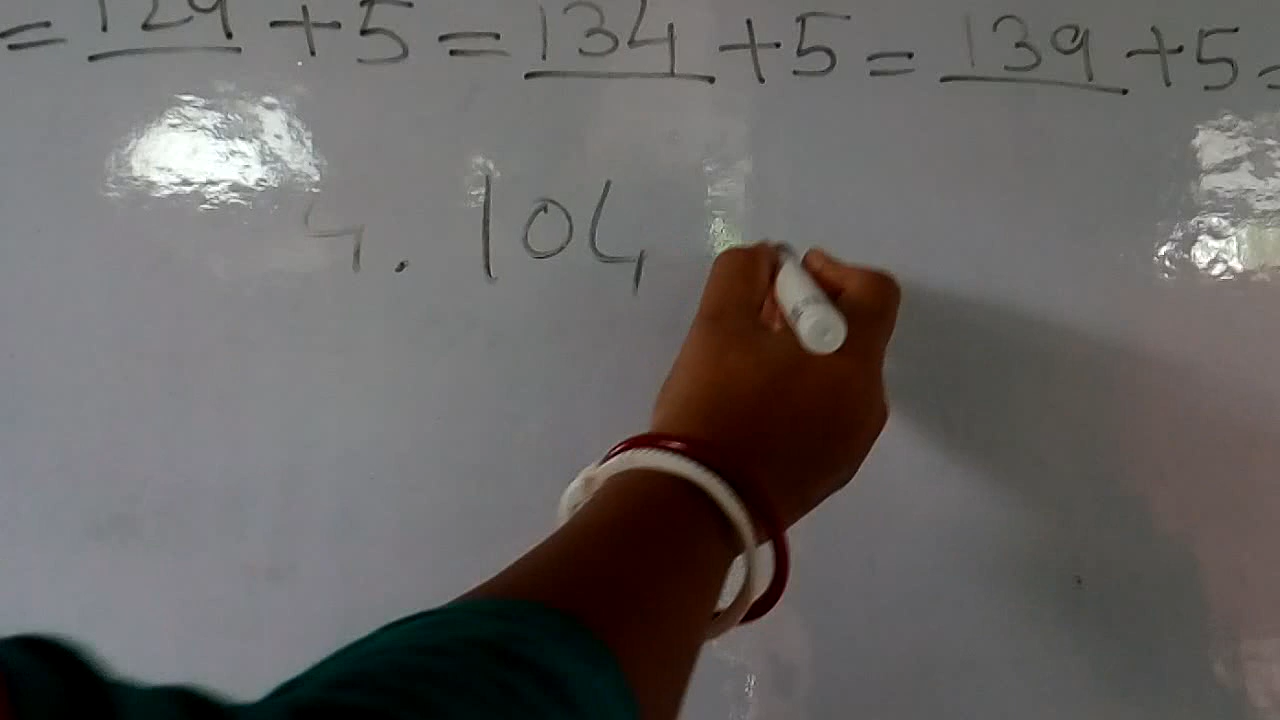 = 129 + 5 = 134 + 5 = 139 + 5 =
4. 104